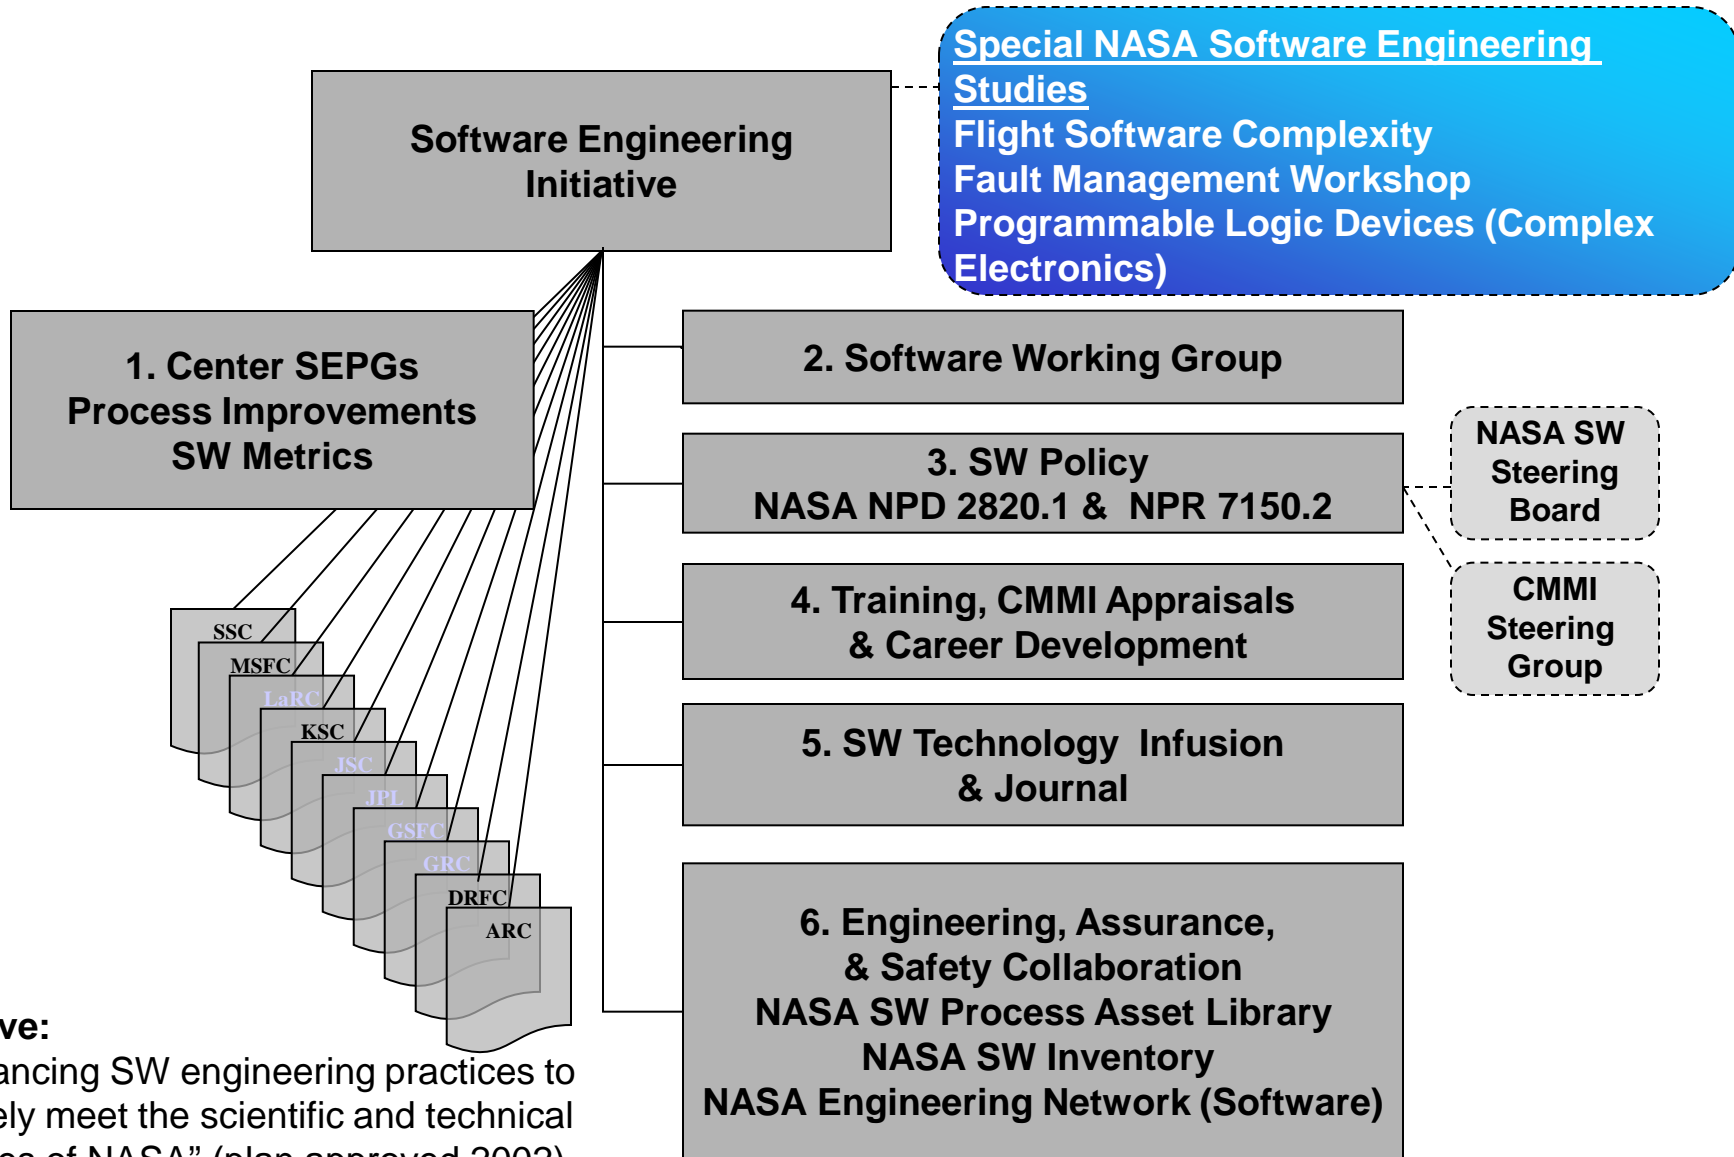 Special NASA Software Engineering
Studies
Flight Software Complexity
Fault Management Workshop
Programmable Logic Devices (Complex
Electronics)
Software Engineering
Initiative
1. Center SEPGs
Process Improvements
SW Metrics
2. Software Working Group
3. SW Policy
NASA NPD 2820.1 & NPR 7150.2
NASA SW
Steering
Board
CMMI
Steering
Group
4. Training, CMMI Appraisals
& Career Development
5. SW Technology Infusion
& Journal
6. Engineering, Assurance,
& Safety Collaboration
NASA SW Process Asset Library
NASA SW Inventory
NASA Engineering Network (Software)
SSC
MSFC
LaRC
KSC
JSC
JPL
GSFC
GRC
DRFC
ARC
ve:
ancing SW engineering practices to
ely meet the scientific and technical
of NASA” (plan approved 2002)